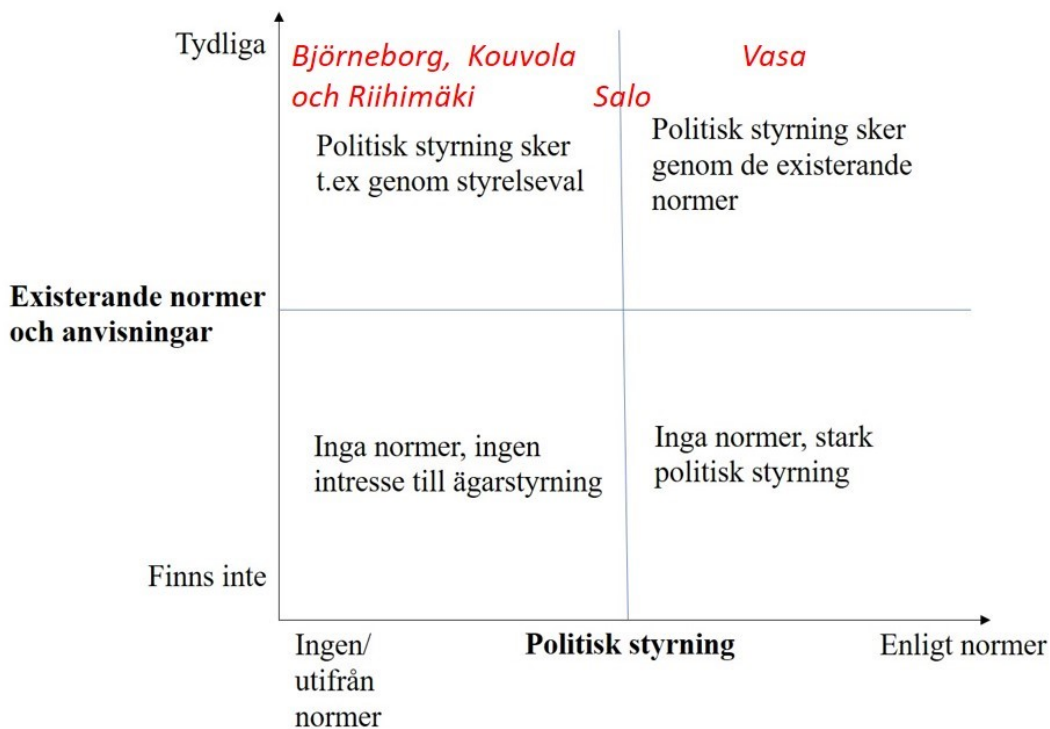 Tydliga
Björneborg, Kouvola
och Riihimäki
Salo
Vasa
Politisk styrning sker
t.ex genom styrelseval
Politisk styrning sker
genom de existerande
normer
Existerande normer
och anvisningar
Inga normer, ingen
intresse till ägarstyrning
Inga normer, stark
politisk styrning
Finns inte
Ingen/
utifrån
normer
Politisk styrning
Enligt normer